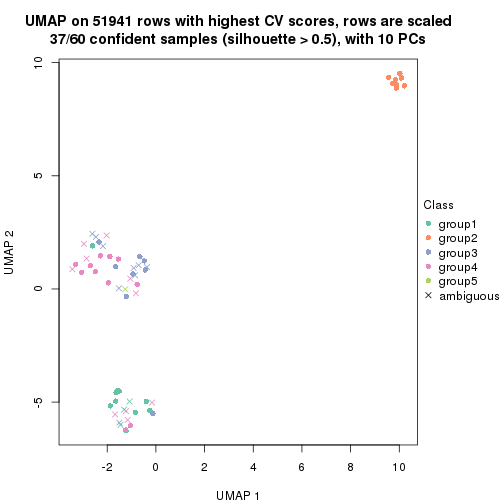 UMAP on 51941 rows with highest CV scores, rows are scaled
37/60 confident samples (silhouette > 0.5), with 10 PCs
10
5
0
-5
UMAP 2
-2
0
2
4
6
8
10
UMAP 1
Class
group1
group2
group3
group4
group5
ambiguous